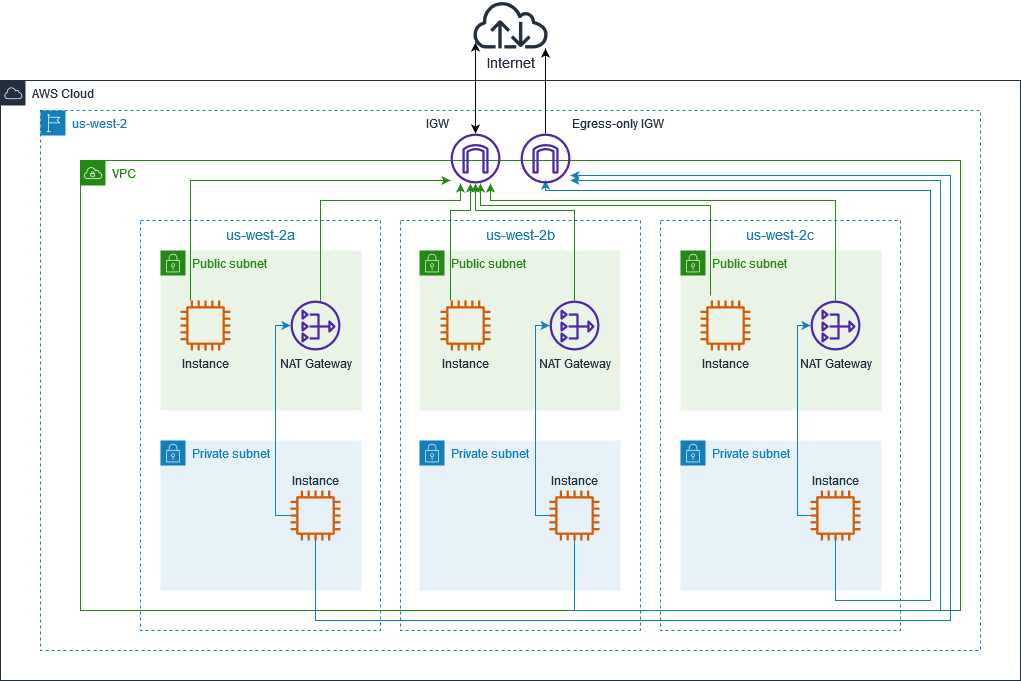 Internet
AWS Cloud
us-west-2
IGW
Egress-only IGW
VPC
us-west-2a
us-west-2b
us-west-2c
Public subnet
Public subnet
Public subnet
Instance
NAT Gateway
Instance
NAT Gateway
Instance
NAT Gateway
Private subnet
Private subnet
Private subnet
Instance
Instance
Instance